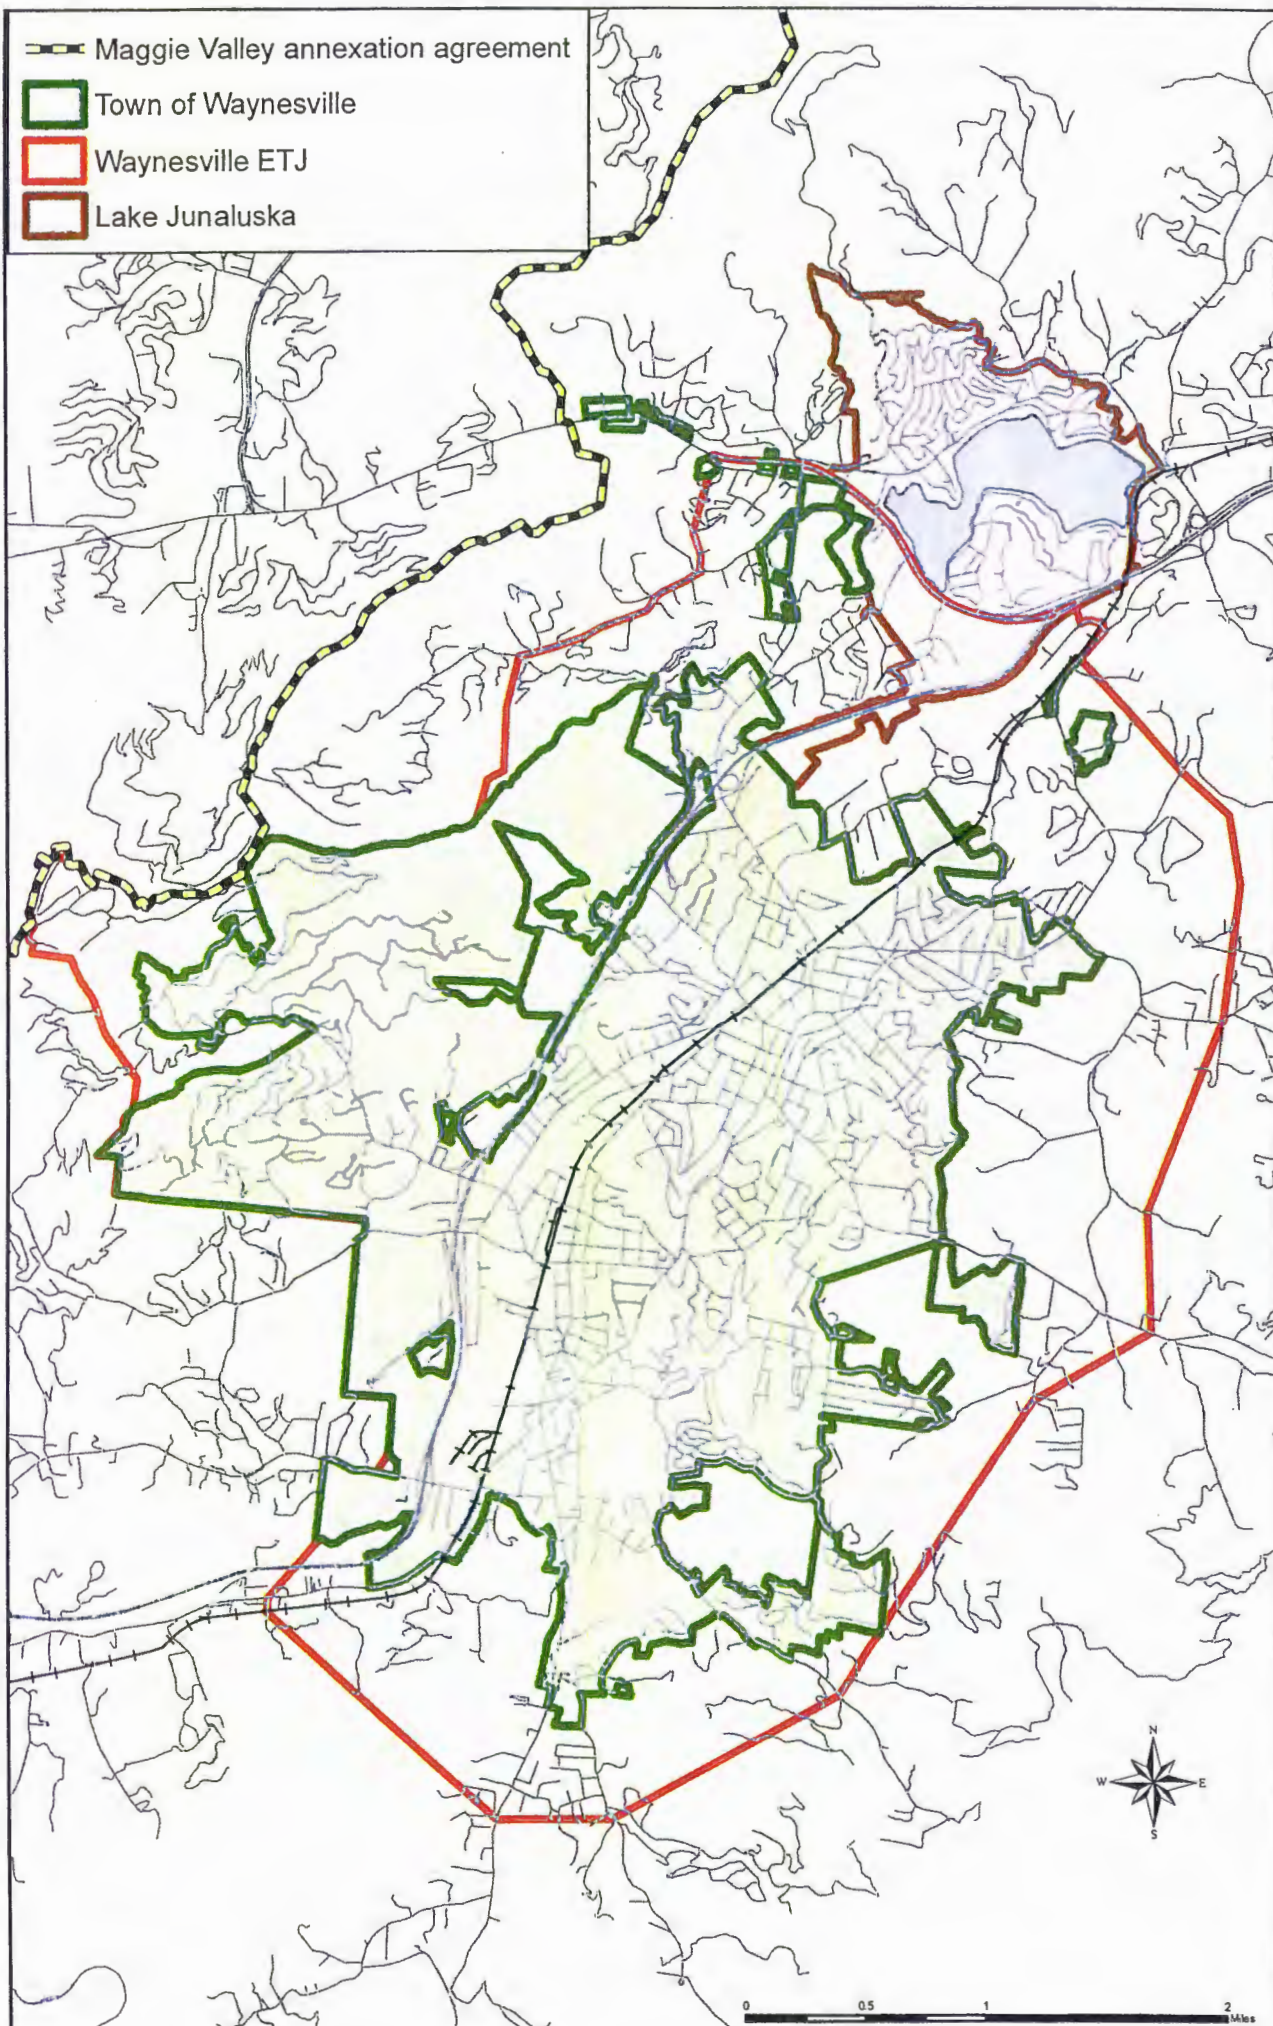 Maggie Valley annexation agreement
Town of Waynesville
Waynesville ETJ
Lake Junaluska
N
W E
S
0 0.5 1 2
Miles